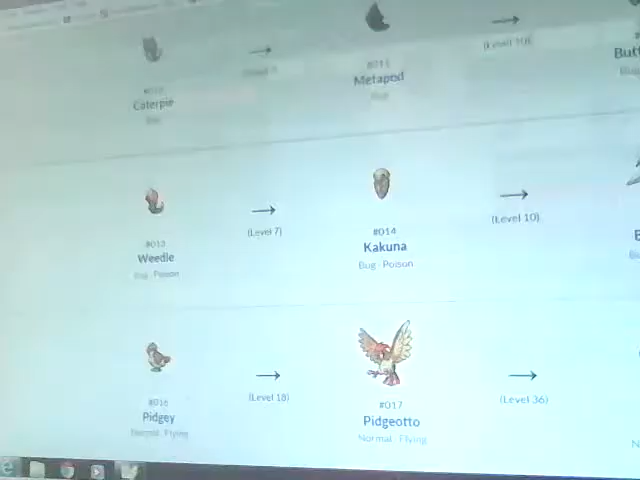 #011
(Level 10)
Caterpie
Metapod
Bug
#013
#014
(Level 7)
(Level 10)
Weedle
Kakuna
Bug · Poison
Bug · Poison
#016
#017
(Level 18)
(Level 36)
Pidgey
Pidgeotto
Normal · Flying
Normal · Flying